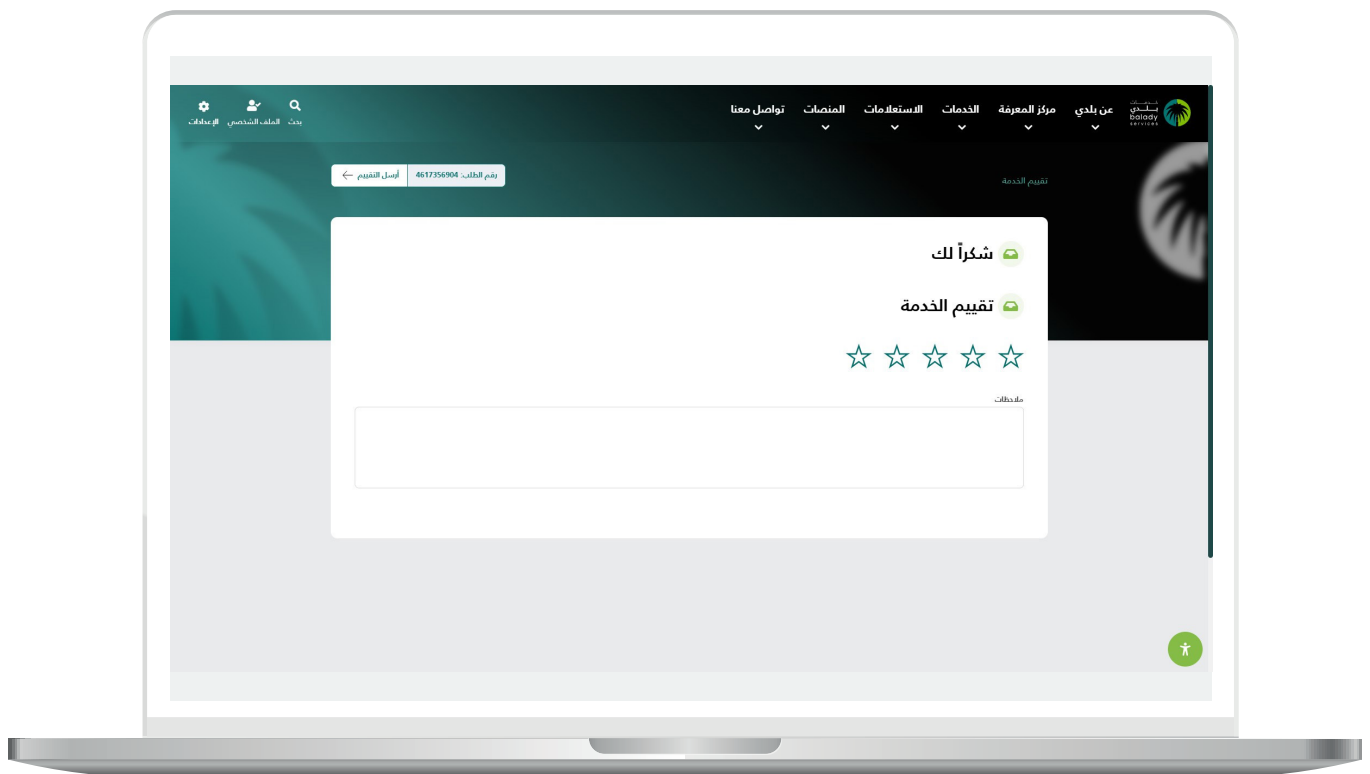 خدمات
بلدي
balady
services
عن بلدي
مركز المعرفة
الخدمات
الاستعلامات
المنصات
تواصل معنا
بحث
الملف الشخصي
الإعدادات
تقييم الخدمة
رقم الطلب: 4617356904
أرسل التقييم
شكراً لك
تقييم الخدمة
ملاحظات